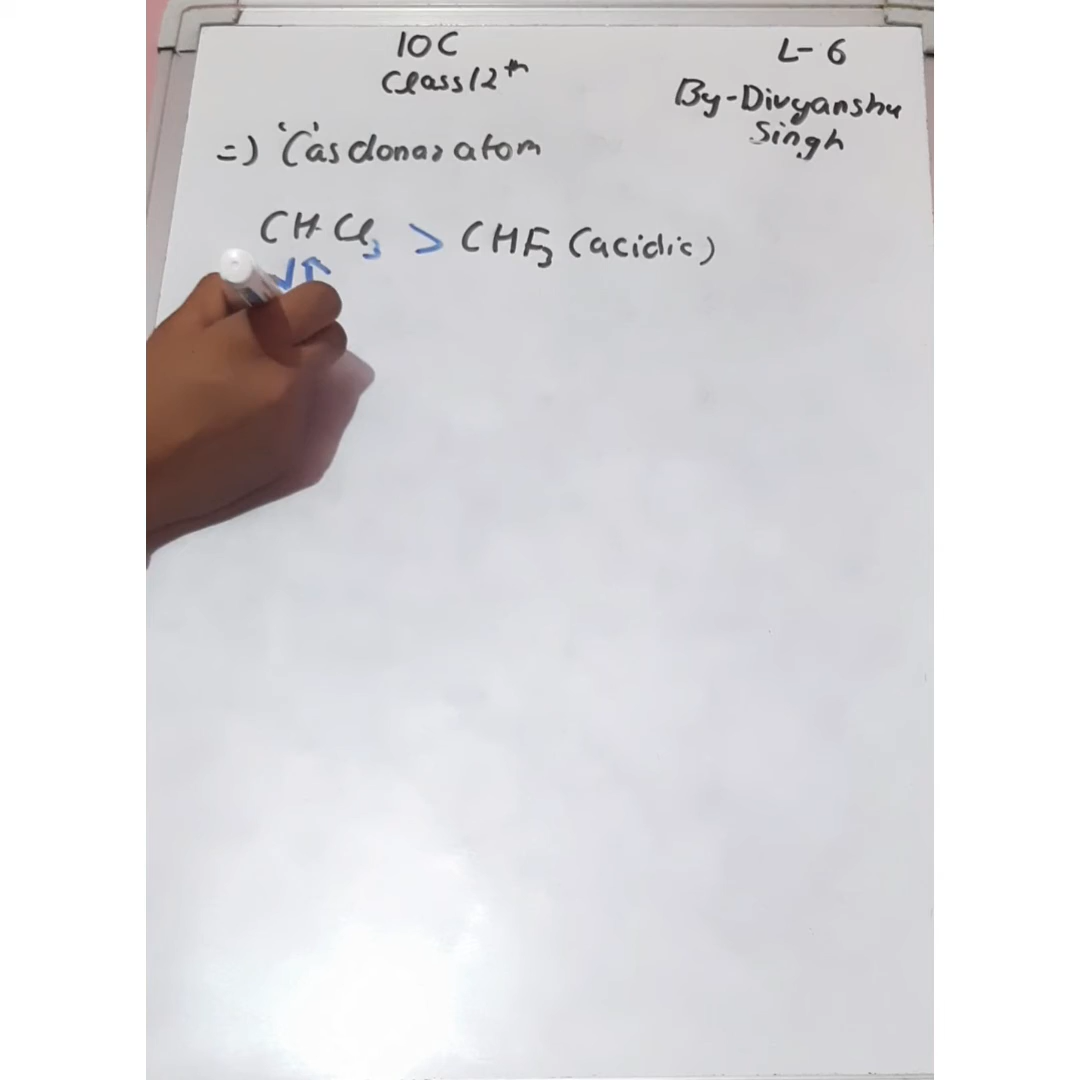 IOC
Class 12th
L-6
By-Divyanshu
Singh
=) 'C' as donar atom
CHCl3 > CHF3 (acidic)